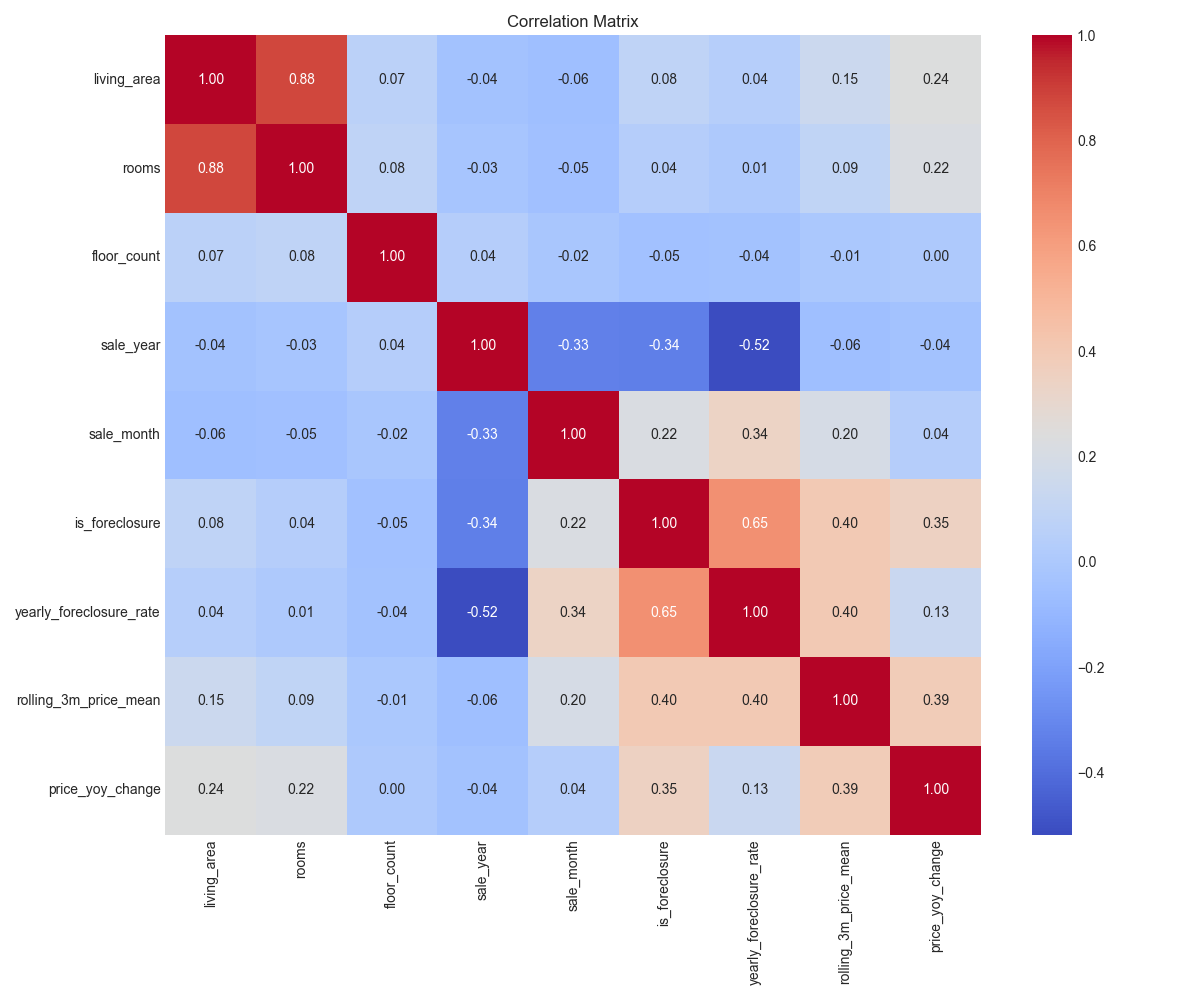 Correlation Matrix
living_area 1.00 0.88 0.07 -0.04 -0.06 0.08 0.04 0.15 0.24
rooms 0.88 1.00 0.08 -0.03 -0.05 0.04 0.01 0.09 0.22
floor_count 0.07 0.08 1.00 0.04 -0.02 -0.05 -0.04 -0.01 0.00
sale_year -0.04 -0.03 0.04 1.00 -0.33 -0.34 -0.52 -0.06 -0.04
sale_month -0.06 -0.05 -0.02 -0.33 1.00 0.22 0.34 0.20 0.04
is_foreclosure 0.08 0.04 -0.05 -0.34 0.22 1.00 0.65 0.40 0.35
yearly_foreclosure_rate 0.04 0.01 -0.04 -0.52 0.34 0.65 1.00 0.40 0.13
rolling_3m_price_mean 0.15 0.09 -0.01 -0.06 0.20 0.40 0.40 1.00 0.39
price_yoy_change 0.24 0.22 0.00 -0.04 0.04 0.35 0.13 0.39 1.00
living_area
rooms
floor_count
sale_year
sale_month
is_foreclosure
yearly_foreclosure_rate
rolling_3m_price_mean
price_yoy_change
1.0
0.8
0.6
0.4
0.2
0.0
−0.2
−0.4